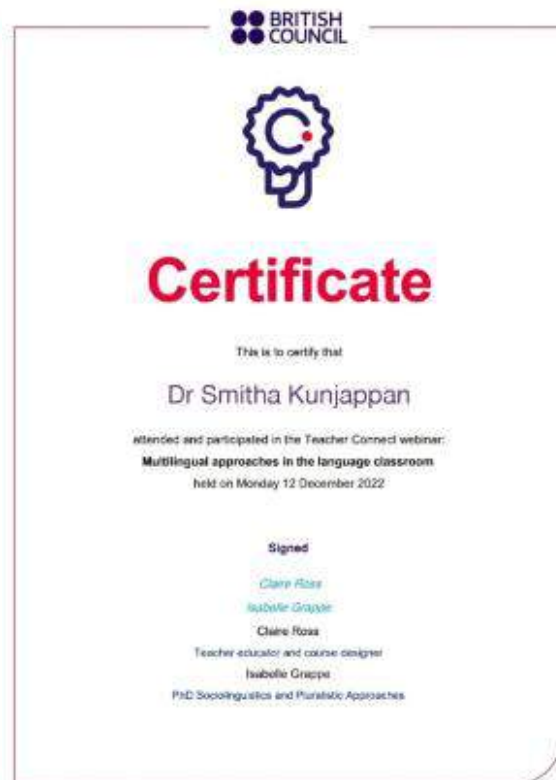 BRITISH
COUNCIL
Certificate
This is to certify that
Dr Smitha Kunjappan
attended and participated in the Teacher Connect webinar:
Multilingual approaches in the language classroom
held on Monday 12 December 2022
Signed
Claire Ross
Isabelle Grappe
Claire Ross
Teacher educator and course designer
Isabelle Grappe
PhD Sociolinguistics and Pluralistic Approaches